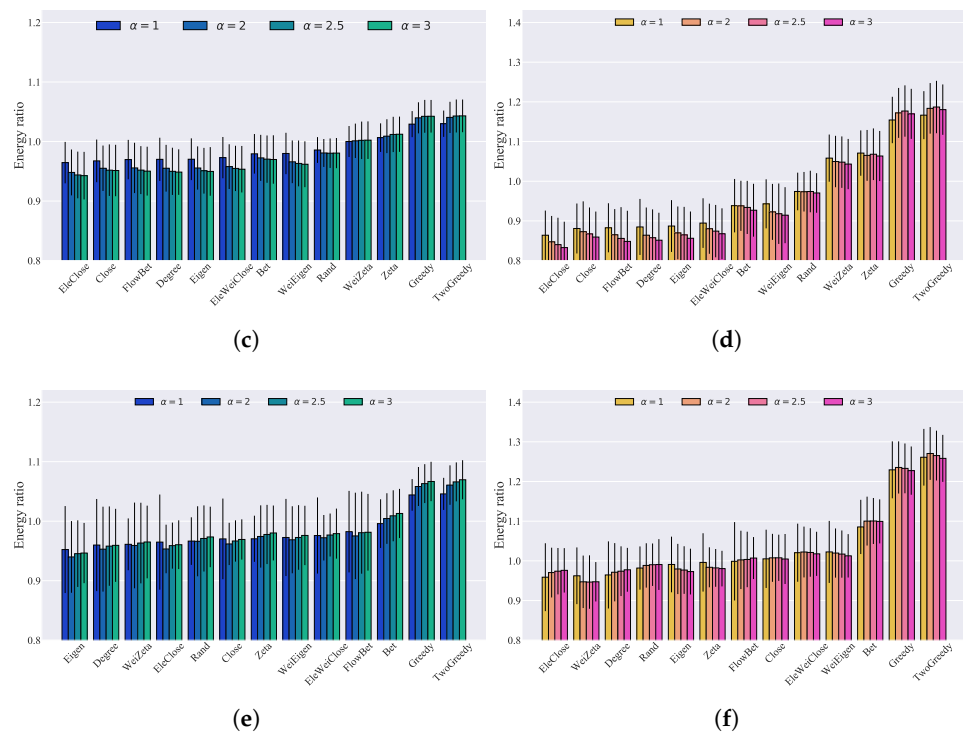 1.2
1.1
1.0
0.9
0.8
Energy ratio
α = 1 α = 2 α = 2.5 α = 3
EleClose Close FlowBet Degree Eigen EleWeiClose Bet WeiEigen Rand WeiZeta Zeta Greedy TwoGreedy
(c)
1.4
1.3
1.2
1.1
1.0
0.9
0.8
Energy ratio
α = 1 α = 2 α = 2.5 α = 3
EleClose Close FlowBet Degree Eigen EleWeiClose Bet WeiEigen Rand WeiZeta Zeta Greedy TwoGreedy
(d)
1.2
1.1
1.0
0.9
0.8
Energy ratio
α = 1 α = 2 α = 2.5 α = 3
Eigen Degree WeiZeta EleClose Rand Close Zeta WeiEigen EleWeiClose FlowBet Bet Greedy TwoGreedy
(e)
1.4
1.3
1.2
1.1
1.0
0.9
0.8
Energy ratio
α = 1 α = 2 α = 2.5 α = 3
EleClose WeiZeta Degree Rand Eigen Zeta FlowBet Close EleWeiClose WeiEigen Bet Greedy TwoGreedy
(f)